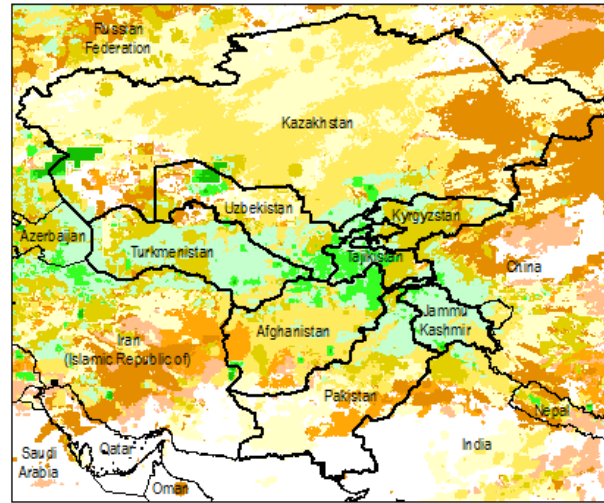 Russian
Federation
Kazakhstan
Uzbekistan
Kyrgyzstan
Azerbaijan
Turkmenistan
Tajikistan
China
Jammu
Kashmir
Afghanistan
Iran
(Islamic Republic of)
Pakistan
Nepal
Qatar
India
Saudi
Arabia
Oman